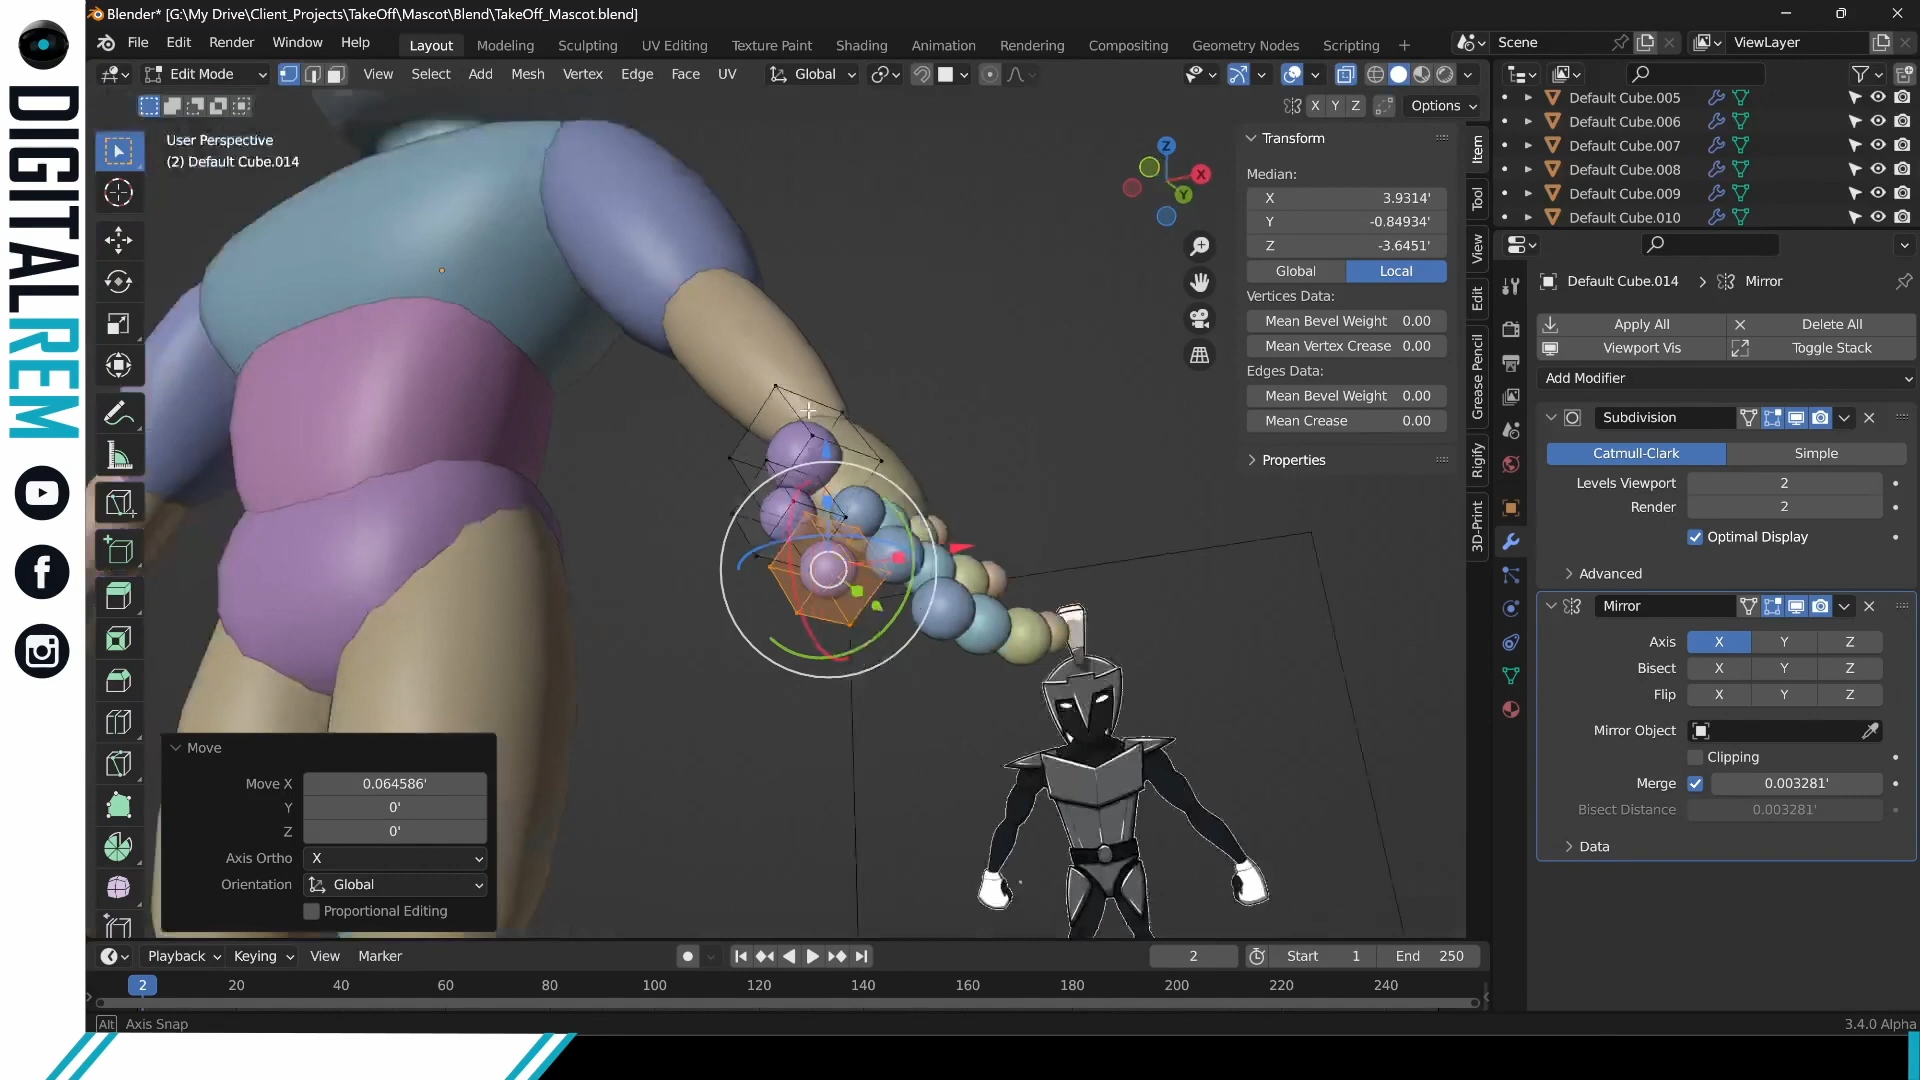 DIGITALREM
Blender* [G:\My Drive\Client_Projects\TakeOff\Mascot\Blend\TakeOff_Mascot.blend]
File Edit Render Window Help
Layout Modeling Sculpting UV Editing Texture Paint Shading Animation Rendering Compositing Geometry Nodes Scripting +
Scene
ViewLayer
Edit Mode
View Select Add Mesh Vertex Edge Face UV
Global
X Y Z
Options
User Perspective
(2) Default Cube.014
Z
X
Y
Transform
Median:
X 3.9314'
Y -0.84934'
Z -3.6451'
Global Local
Vertices Data:
Mean Bevel Weight 0.00
Mean Vertex Crease 0.00
Edges Data:
Mean Bevel Weight 0.00
Mean Crease 0.00
Properties
Item
Tool
View
Edit
Grease Pencil
Rigify
3D-Print
Default Cube.005
Default Cube.006
Default Cube.007
Default Cube.008
Default Cube.009
Default Cube.010
Default Cube.014 > Mirror
Apply All Delete All
Viewport Vis Toggle Stack
Add Modifier
Subdivision
Catmull-Clark Simple
Levels Viewport 2
Render 2
Optimal Display
Advanced
Mirror
Axis X Y Z
Bisect X Y Z
Flip X Y Z
Mirror Object
Clipping
Merge 0.003281'
Bisect Distance 0.003281'
Data
Move
Move X 0.064586'
Y 0'
Z 0'
Axis Ortho X
Orientation Global
Proportional Editing
Playback Keying View Marker
2 Start 1 End 250
2 20 40 60 80 100 120 140 160 180 200 220 240
Alt Axis Snap
3.4.0 Alpha